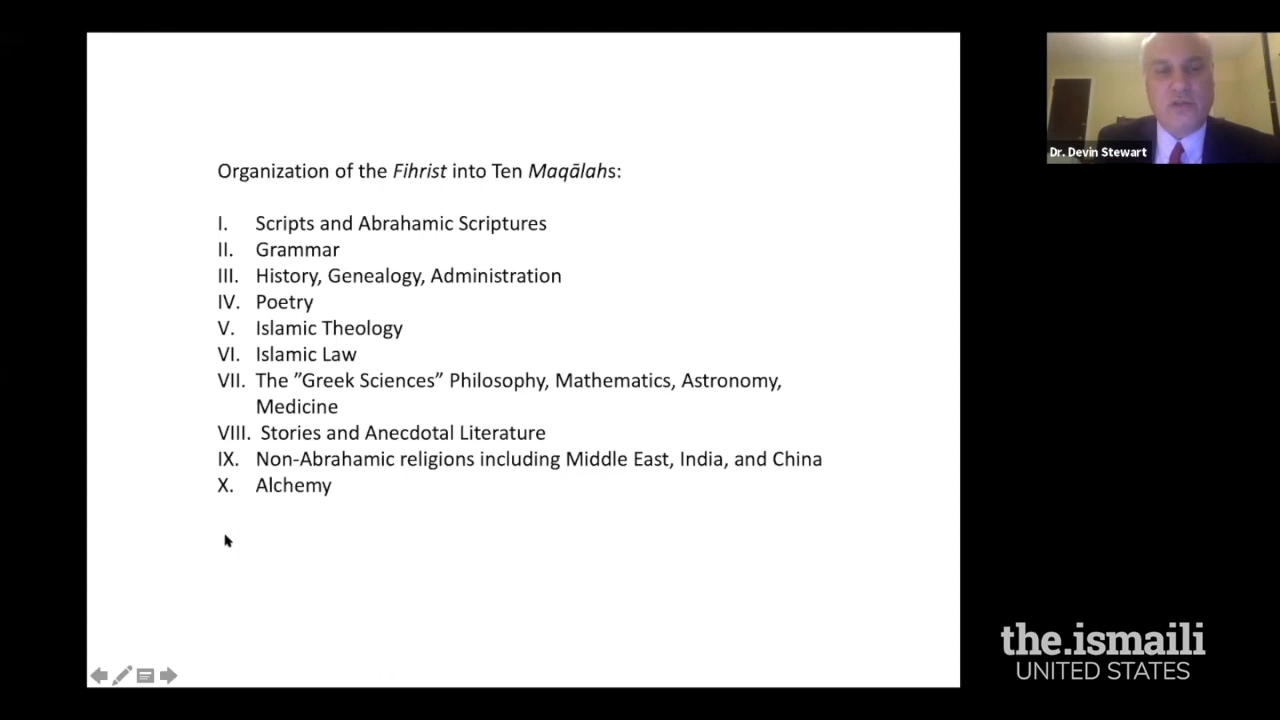 Organization of the Fihrist into Ten Maqālahs:
I. Scripts and Abrahamic Scriptures
II. Grammar
III. History, Genealogy, Administration
IV. Poetry
V. Islamic Theology
VI. Islamic Law
VII. The ”Greek Sciences” Philosophy, Mathematics, Astronomy,
Medicine
VIII. Stories and Anecdotal Literature
IX. Non-Abrahamic religions including Middle East, India, and China
X. Alchemy
Dr. Devin Stewart
the.ismaili
UNITED STATES